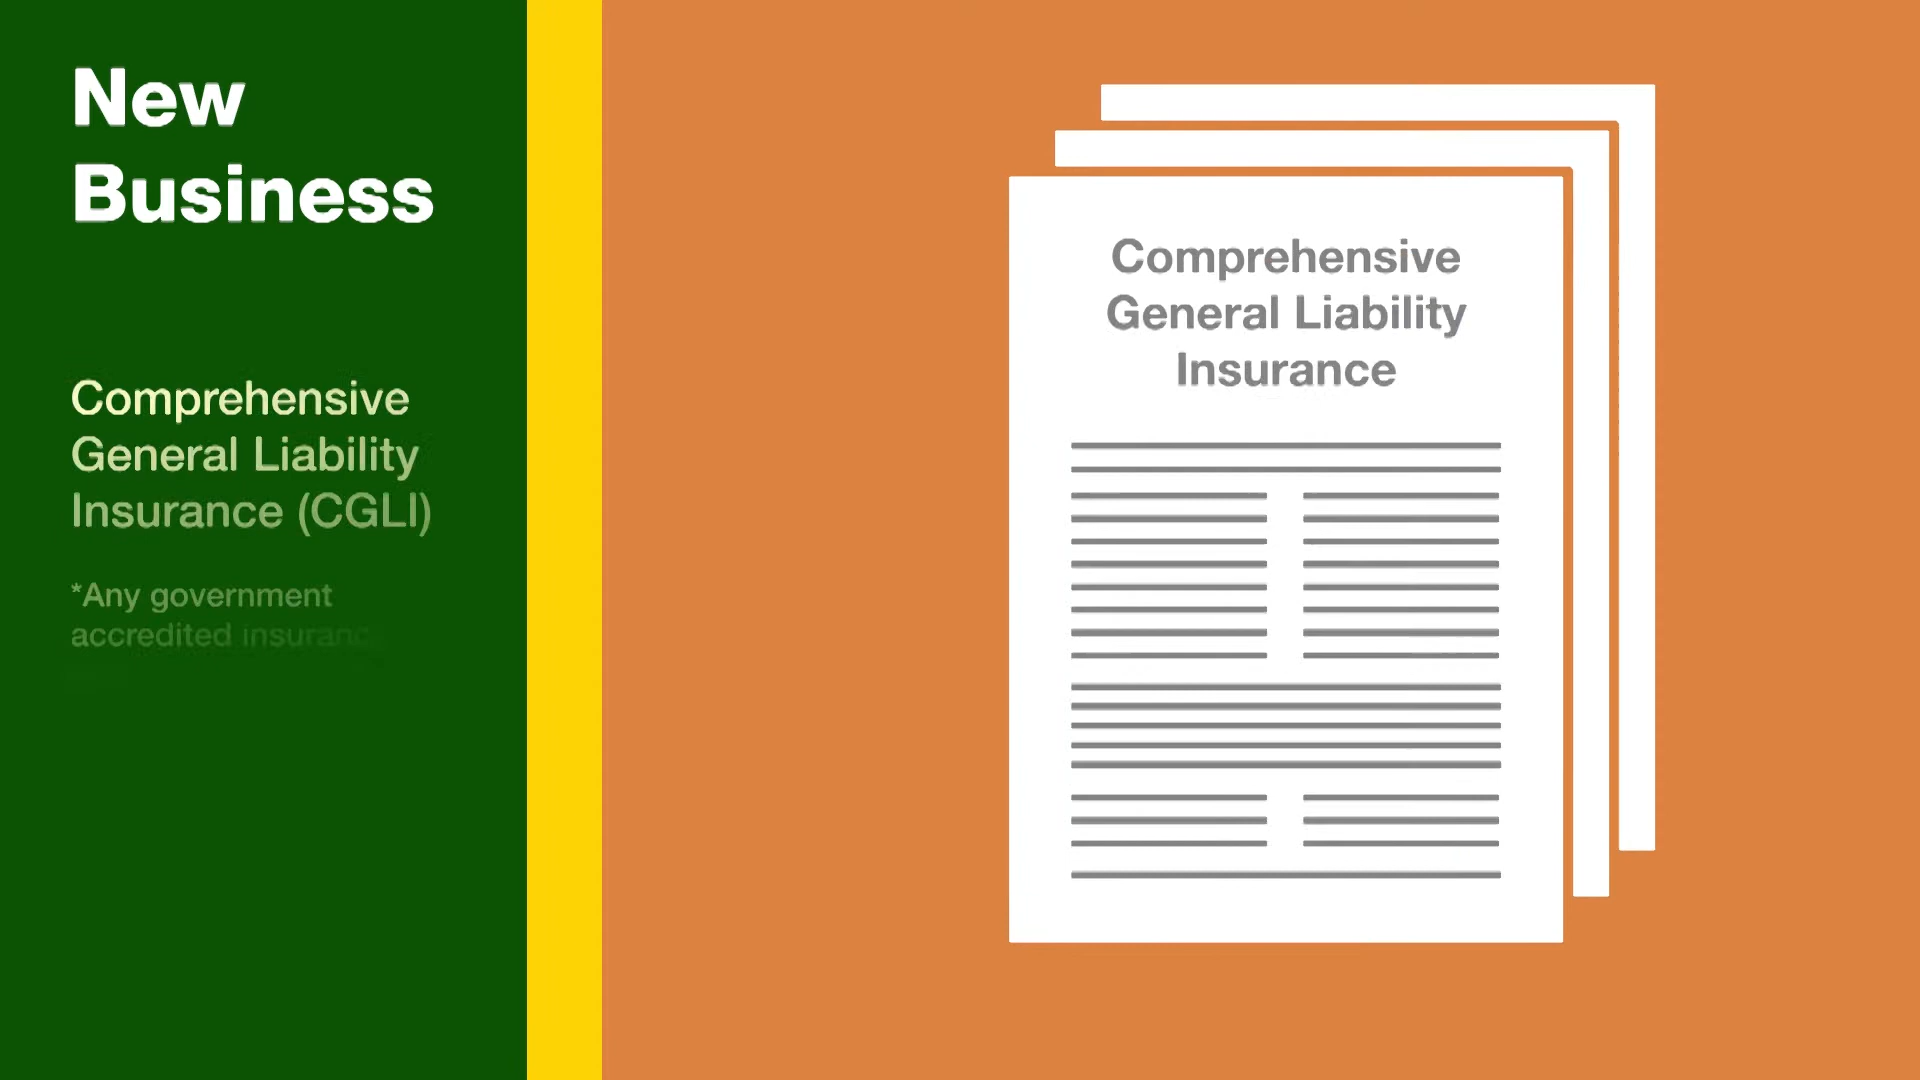 New
Business
Comprehensive
General Liability
Insurance (CGLI)
*Any government
accredited
Comprehensive
General Liability
Insurance